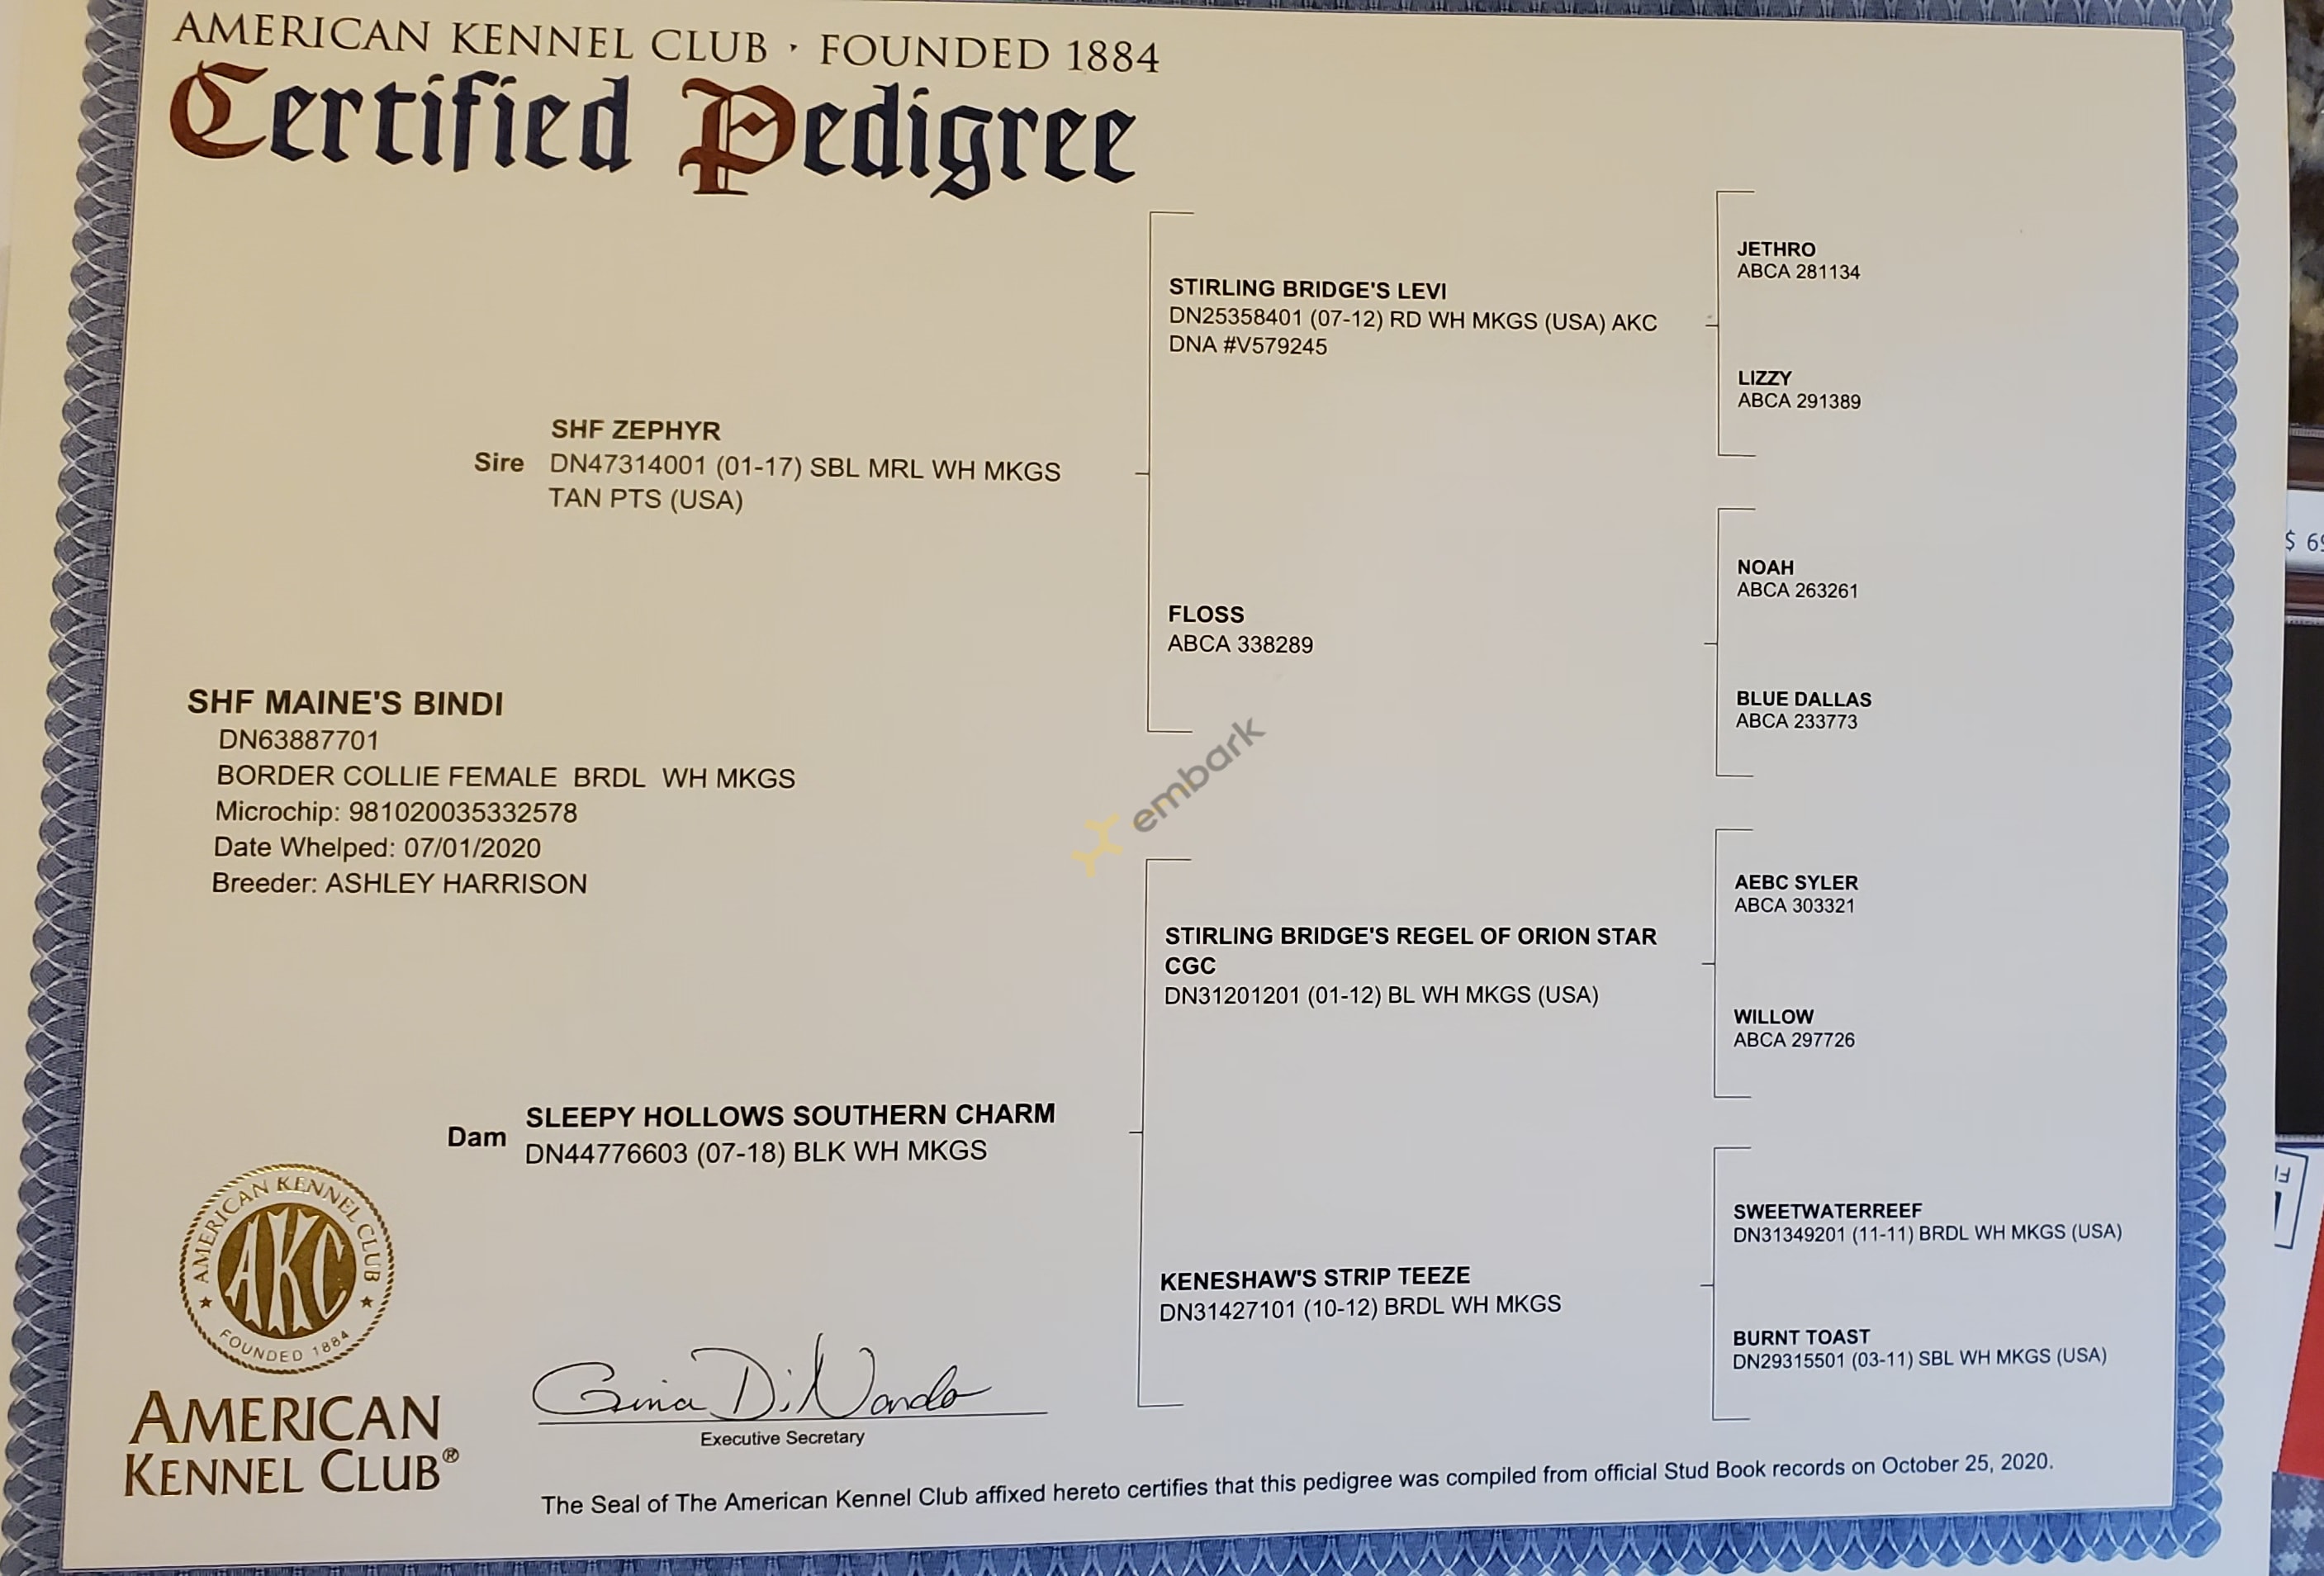 AMERICAN KENNEL CLUB · FOUNDED 1884
Certified Pedigree
JETHRO
ABCA 281134
STIRLING BRIDGE'S LEVI
DN25358401 (07-12) RD WH MKGS (USA) AKC
DNA #V579245
LIZZY
ABCA 291389
SHF ZEPHYR
Sire DN47314001 (01-17) SBL MRL WH MKGS
TAN PTS (USA)
NOAH
ABCA 263261
FLOSS
ABCA 338289
BLUE DALLAS
ABCA 233773
SHF MAINE'S BINDI
DN63887701
BORDER COLLIE FEMALE BRDL WH MKGS
Microchip: 981020035332578
Date Whelped: 07/01/2020
Breeder: ASHLEY HARRISON
embark
AEBC SYLER
ABCA 303321
STIRLING BRIDGE'S REGEL OF ORION STAR
CGC
DN31201201 (01-12) BL WH MKGS (USA)
WILLOW
ABCA 297726
SLEEPY HOLLOWS SOUTHERN CHARM
Dam DN44776603 (07-18) BLK WH MKGS
SWEETWATERREEF
DN31349201 (11-11) BRDL WH MKGS (USA)
KENESHAW'S STRIP TEEZE
DN31427101 (10-12) BRDL WH MKGS
BURNT TOAST
DN29315501 (03-11) SBL WH MKGS (USA)
AMERICAN KENNEL CLUB
AKC
FOUNDED 1884
AMERICAN
KENNEL CLUB®
Gina DiNardo
Executive Secretary
The Seal of The American Kennel Club affixed hereto certifies that this pedigree was compiled from official Stud Book records on October 25, 2020.